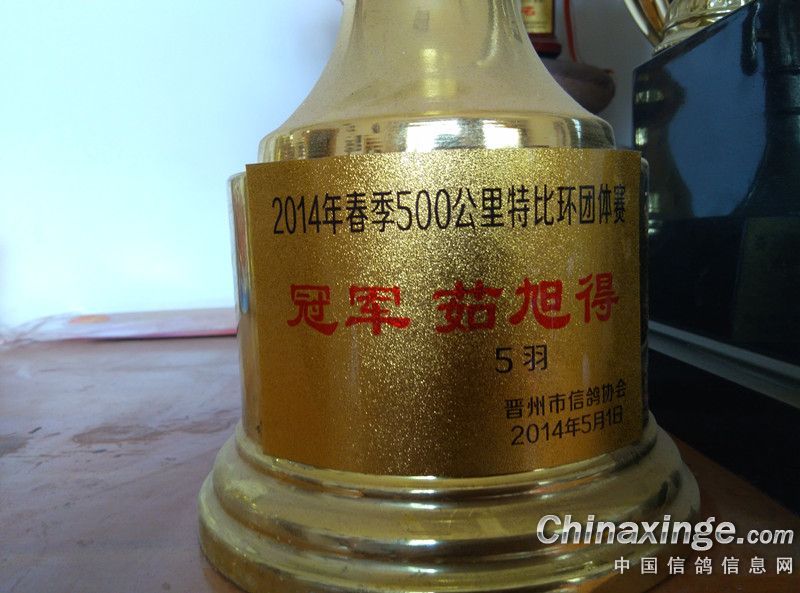 2014年春季500公里特比环团体赛
冠军 茹旭得
5羽
晋州市信鸽协会
2014年5月1日
Chinaxinge.com
中国信鸽信息网